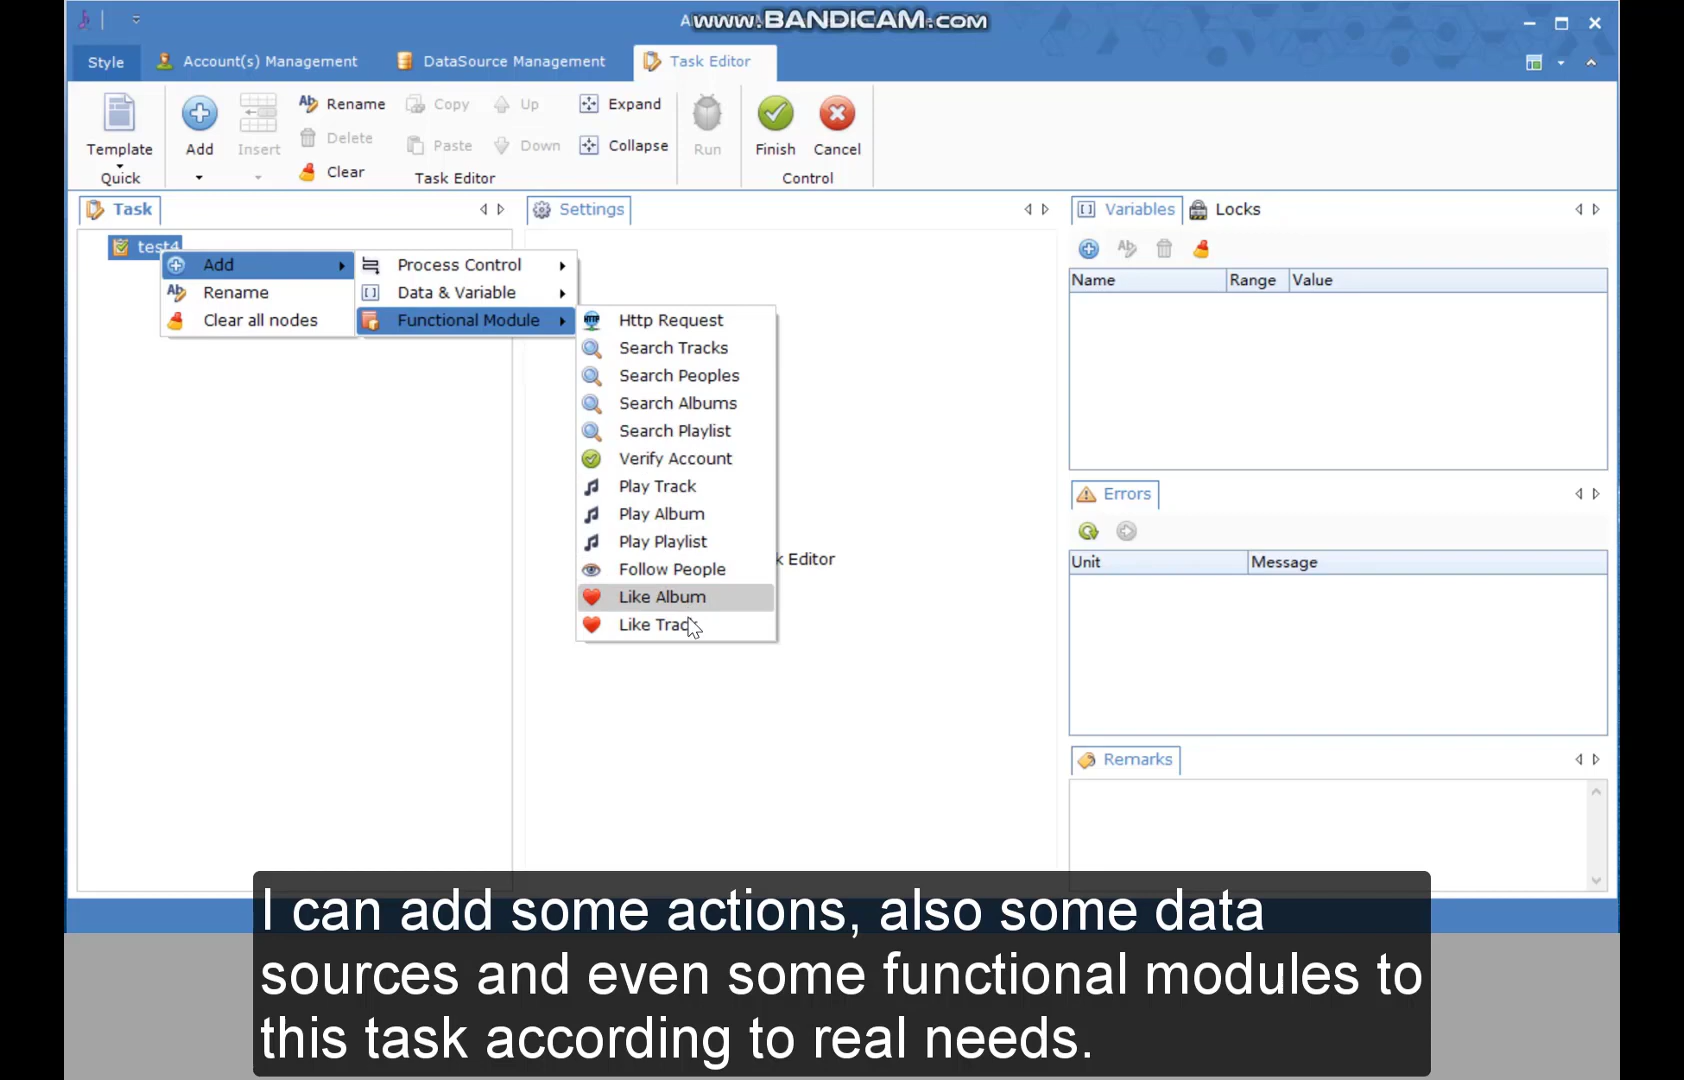 www.BANDICAM.com
Style
Account(s) Management
DataSource Management
Task Editor
Template
Quick
Add
Insert
Rename
Delete
Clear
Copy
Paste
Up
Down
Expand
Collapse
Task Editor
Run
Finish
Cancel
Control
Task
Settings
Variables
Locks
test4
Add
Rename
Clear all nodes
Process Control
Data & Variable
Functional Module
Http Request
Search Tracks
Search Peoples
Search Albums
Search Playlist
Verify Account
Play Track
Play Album
Play Playlist
Follow People
Like Album
Like Track
k Editor
Name
Range
Value
Errors
Unit
Message
Remarks
I can add some actions, also some data
sources and even some functional modules to
this task according to real needs.